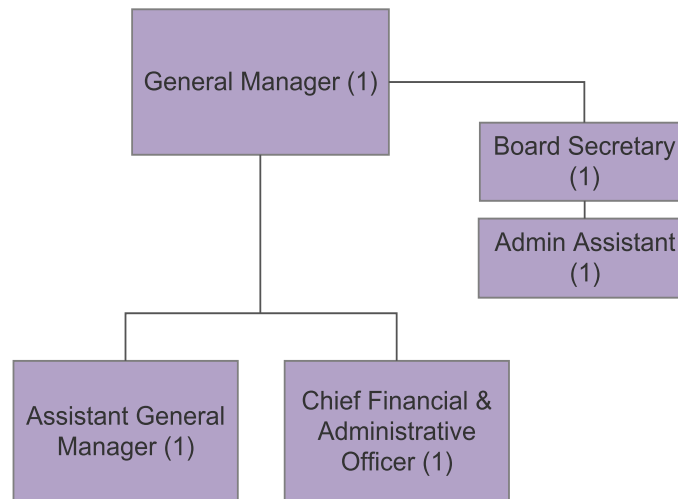 General Manager (1)
Board Secretary
(1)
Admin Assistant
(1)
Assistant General
Manager (1)
Chief Financial &
Administrative
Officer (1)